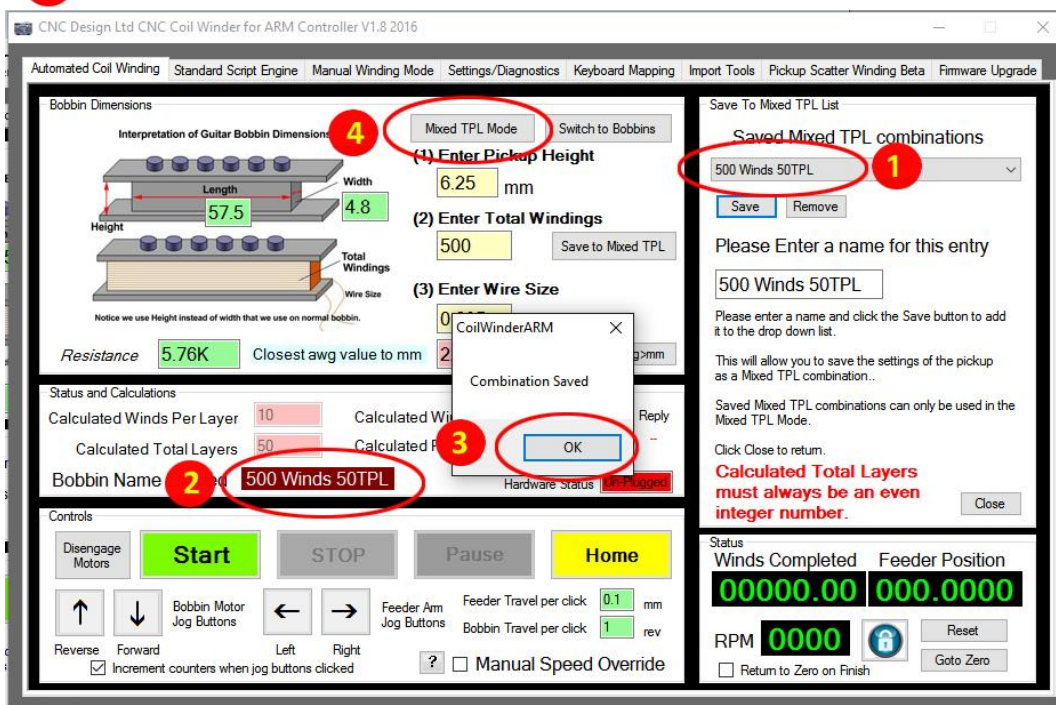 CNC Design Ltd CNC Coil Winder for ARM Controller V1.8 2016
Automated Coil Winding Standard Script Engine Manual Winding Mode Settings/Diagnostics Keyboard Mapping Import Tools Pickup Scatter Winding Beta Firmware Upgrade
Bobbin Dimensions
Interpretation of Guitar Bobbin Dimensions
4
Mixed TPL Mode
Switch to Bobbins
Length
57.5
Width
4.8
Height
Total
Windings
Wire Size
Notice we use Height instead of width that we use on normal bobbin.
(1) Enter Pickup Height
6.25 mm
(2) Enter Total Windings
500
Save to Mixed TPL
(3) Enter Wire Size
Resistance 5.76K Closest awg value to mm 2
g>mm
Status and Calculations
Calculated Winds Per Layer 10
Calculated Total Layers 50
Calculated
Calculated
Reply
--
Bobbin Name
2
500 Winds 50TPL
Hardware Status Un-Plugged
CoilWinderARM
Combination Saved
3
OK
Controls
Disengage
Motors
Start
STOP
Pause
Home
Bobbin Motor
Jog Buttons
Reverse Forward
Feeder Arm
Jog Buttons
Left Right
Feeder Travel per click 0.1 mm
Bobbin Travel per click 1 rev
Increment counters when jog buttons clicked
? Manual Speed Override
Save To Mixed TPL List
Saved Mixed TPL combinations
500 Winds 50TPL
1
Save Remove
Please Enter a name for this entry
500 Winds 50TPL
Please enter a name and click the Save button to add
it to the drop down list.
This will allow you to save the settings of the pickup
as a Mixed TPL combination..
Saved Mixed TPL combinations can only be used in the
Mixed TPL Mode.
Click Close to return.
Calculated Total Layers
must always be an even
integer number.
Close
Status
Winds Completed Feeder Position
00000.00 000.0000
RPM 0000
Reset
Goto Zero
Return to Zero on Finish